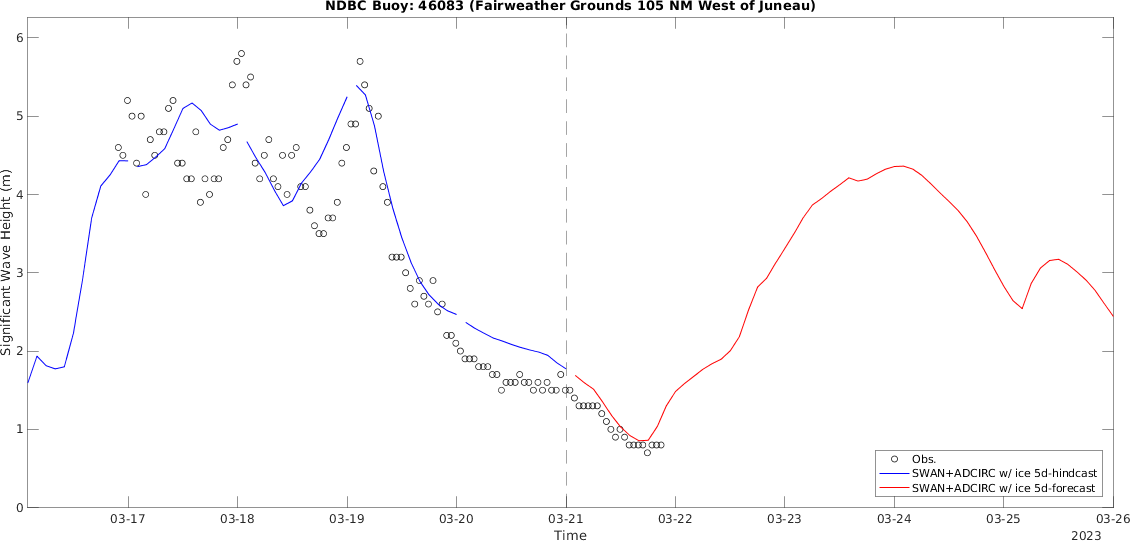 NDBC Buoy: 46083 (Fairweather Grounds 105 NM West of Juneau)
Significant Wave Height (m)
6
5
4
3
2
1
0
03-17 03-18 03-19 03-20 03-21 03-22 03-23 03-24 03-25 03-26
Time
2023
Obs.
SWAN+ADCIRC w/ ice 5d-hindcast
SWAN+ADCIRC w/ ice 5d-forecast